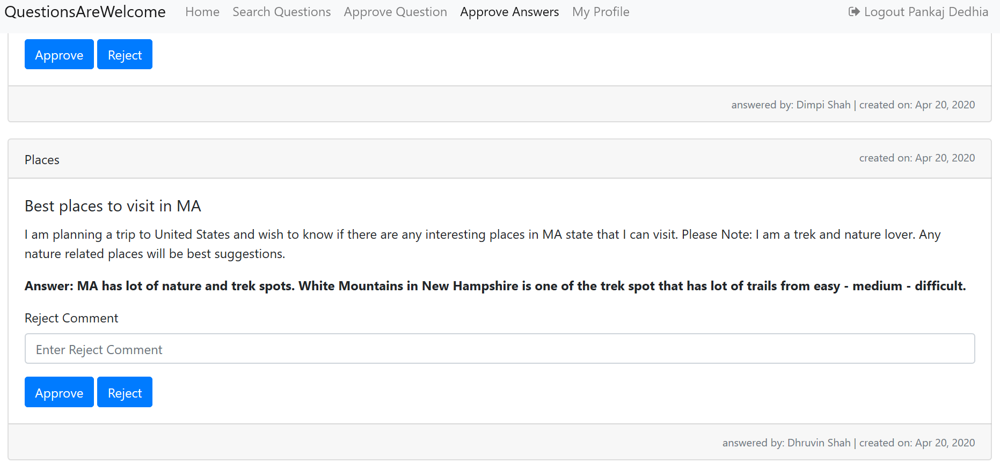 QuestionsAreWelcome Home Search Questions Approve Question Approve Answers My Profile Logout Pankaj Dedhia
Approve Reject
answered by: Dimpi Shah | created on: Apr 20, 2020
Places created on: Apr 20, 2020
Best places to visit in MA
I am planning a trip to United States and wish to know if there are any interesting places in MA state that I can visit. Please Note: I am a trek and nature lover. Any
nature related places will be best suggestions.
Answer: MA has lot of nature and trek spots. White Mountains in New Hampshire is one of the trek spot that has lot of trails from easy - medium - difficult.
Reject Comment
Enter Reject Comment
Approve Reject
answered by: Dhruvin Shah | created on: Apr 20, 2020